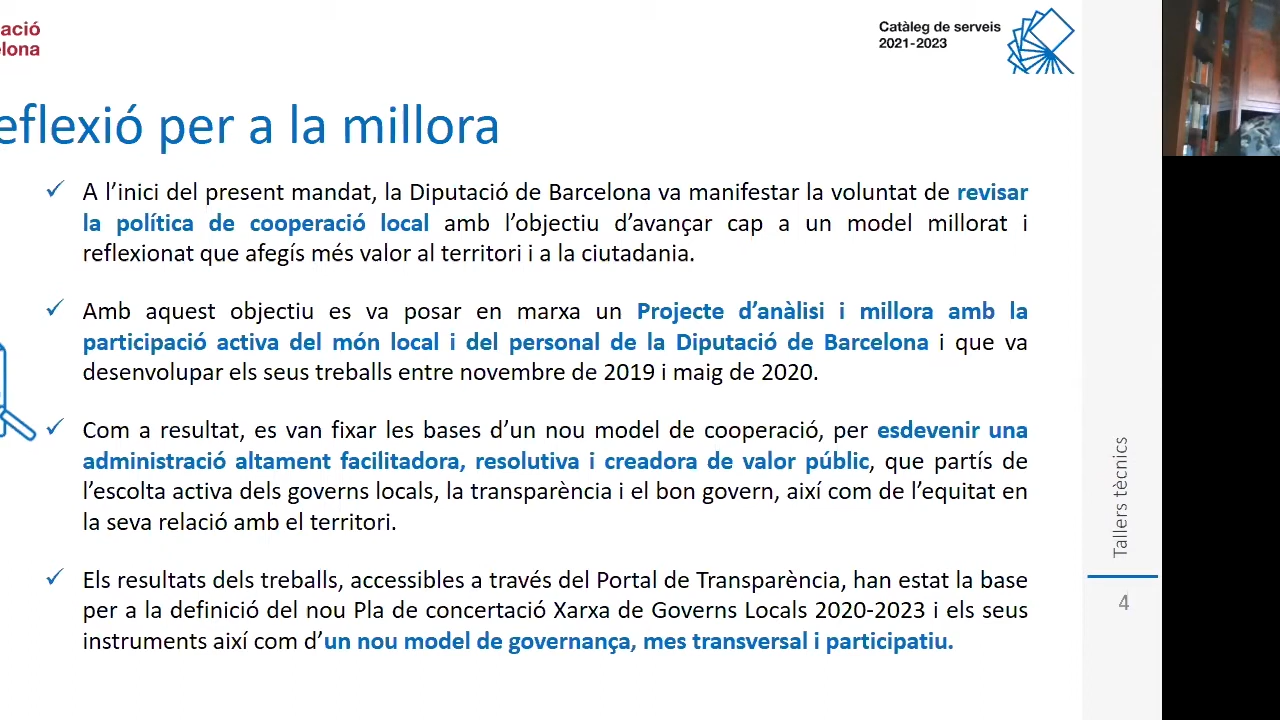 ació
elona
Catàleg de serveis
2021-2023
eflexió per a la millora
✓ A l’inici del present mandat, la Diputació de Barcelona va manifestar la voluntat de revisar
la política de cooperació local amb l’objectiu d’avançar cap a un model millorat i
reflexionat que afegís més valor al territori i a la ciutadania.
✓ Amb aquest objectiu es va posar en marxa un Projecte d’anàlisi i millora amb la
participació activa del món local i del personal de la Diputació de Barcelona i que va
desenvolupar els seus treballs entre novembre de 2019 i maig de 2020.
✓ Com a resultat, es van fixar les bases d’un nou model de cooperació, per esdevenir una
administració altament facilitadora, resolutiva i creadora de valor públic, que partís de
l’escolta activa dels governs locals, la transparència i el bon govern, així com de l’equitat en
la seva relació amb el territori.
✓ Els resultats dels treballs, accessibles a través del Portal de Transparència, han estat la base
per a la definició del nou Pla de concertació Xarxa de Governs Locals 2020-2023 i els seus
instruments així com d’un nou model de governança, mes transversal i participatiu.
Tallers tècnics
4